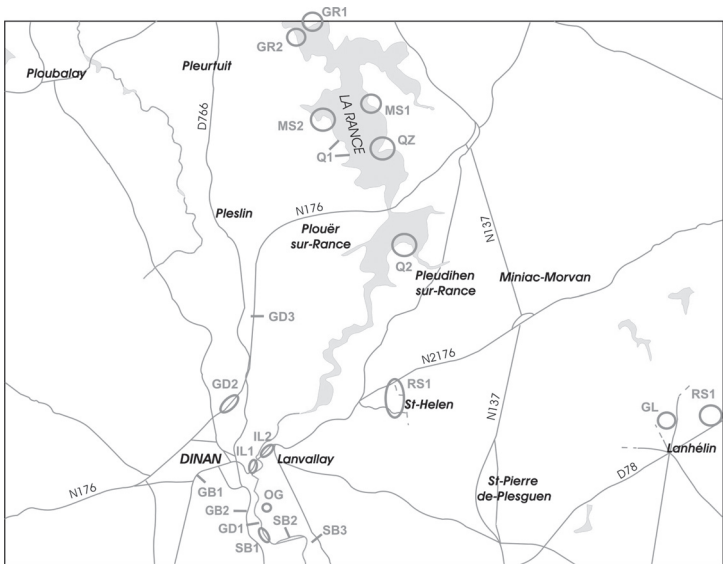 GR1
GR2
Ploubalay
Pleurtuit
D766
LA RANCE
MS1
MS2
QZ
Q1
N176
Pleslin
Plouër
sur-Rance
N137
Q2
Pleudihen
sur-Rance
Miniac-Morvan
GD3
N2176
GD2
RS1
St-Helen
N137
GL
RS1
IL2
IL1
DINAN
Lanvallay
Lanhélin
D78
N176
GB1
OG
St-Pierre
de-Plesguen
GB2
GD1
SB2
SB3
SB1